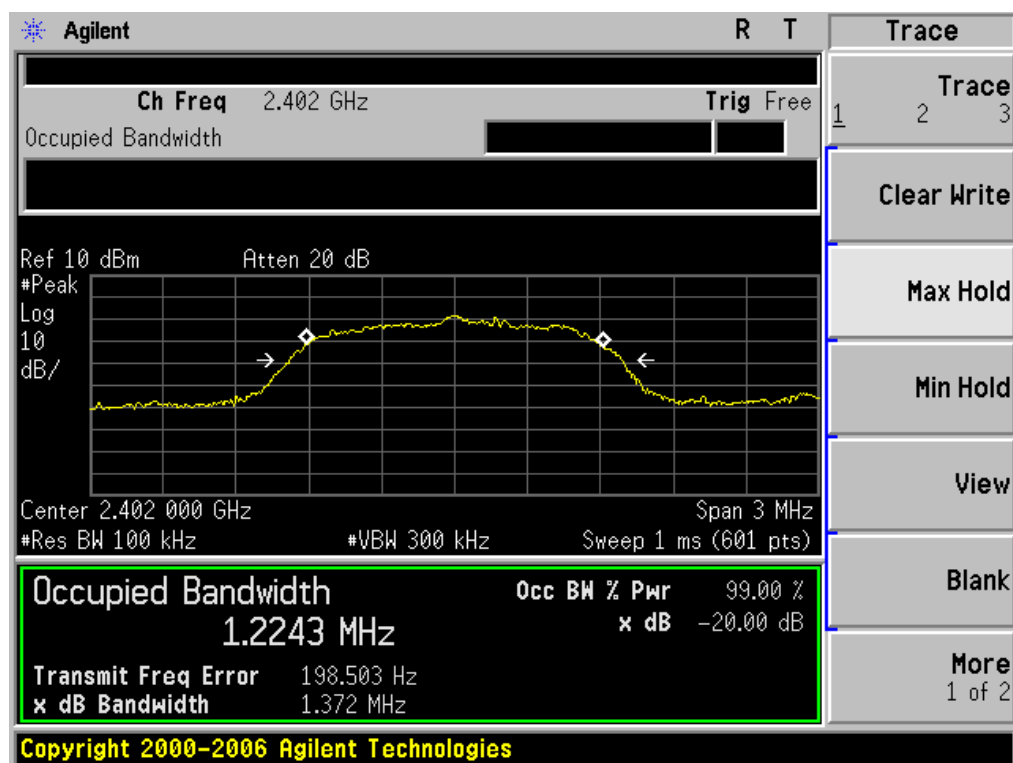 Agilent R T Trace
Ch Freq 2.402 GHz Trig Free
Occupied Bandwidth
Trace
1 2 3
Clear Write
Max Hold
Min Hold
View
Blank
More
1 of 2
Ref 10 dBm Atten 20 dB
#Peak
Log
10
dB/
Center 2.402 000 GHz Span 3 MHz
#Res BW 100 kHz #VBW 300 kHz Sweep 1 ms (601 pts)
Occupied Bandwidth Occ BW % Pwr 99.00 %
1.2243 MHz x dB -20.00 dB
Transmit Freq Error 198.503 Hz
x dB Bandwidth 1.372 MHz
Copyright 2000-2006 Agilent Technologies